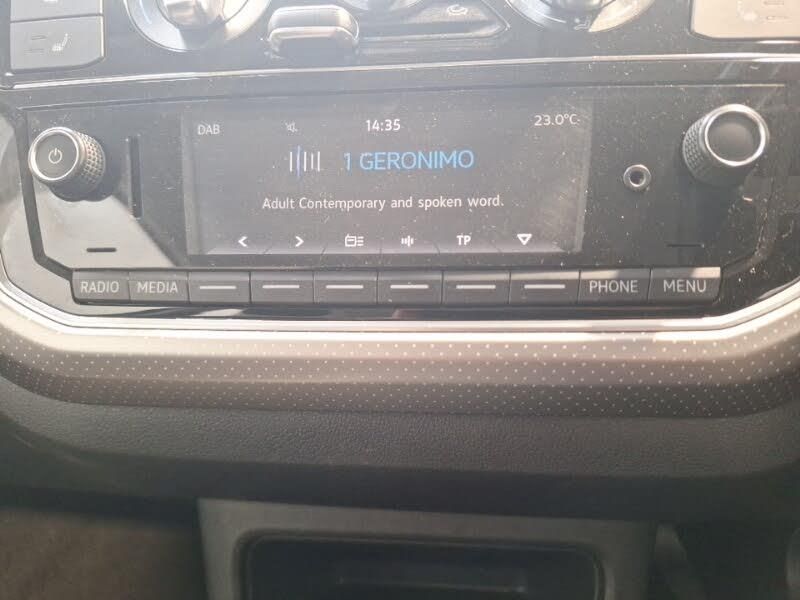 DAB 14:35 23.0°C
1 GERONIMO
Adult Contemporary and spoken word.
TP
RADIO MEDIA PHONE MENU